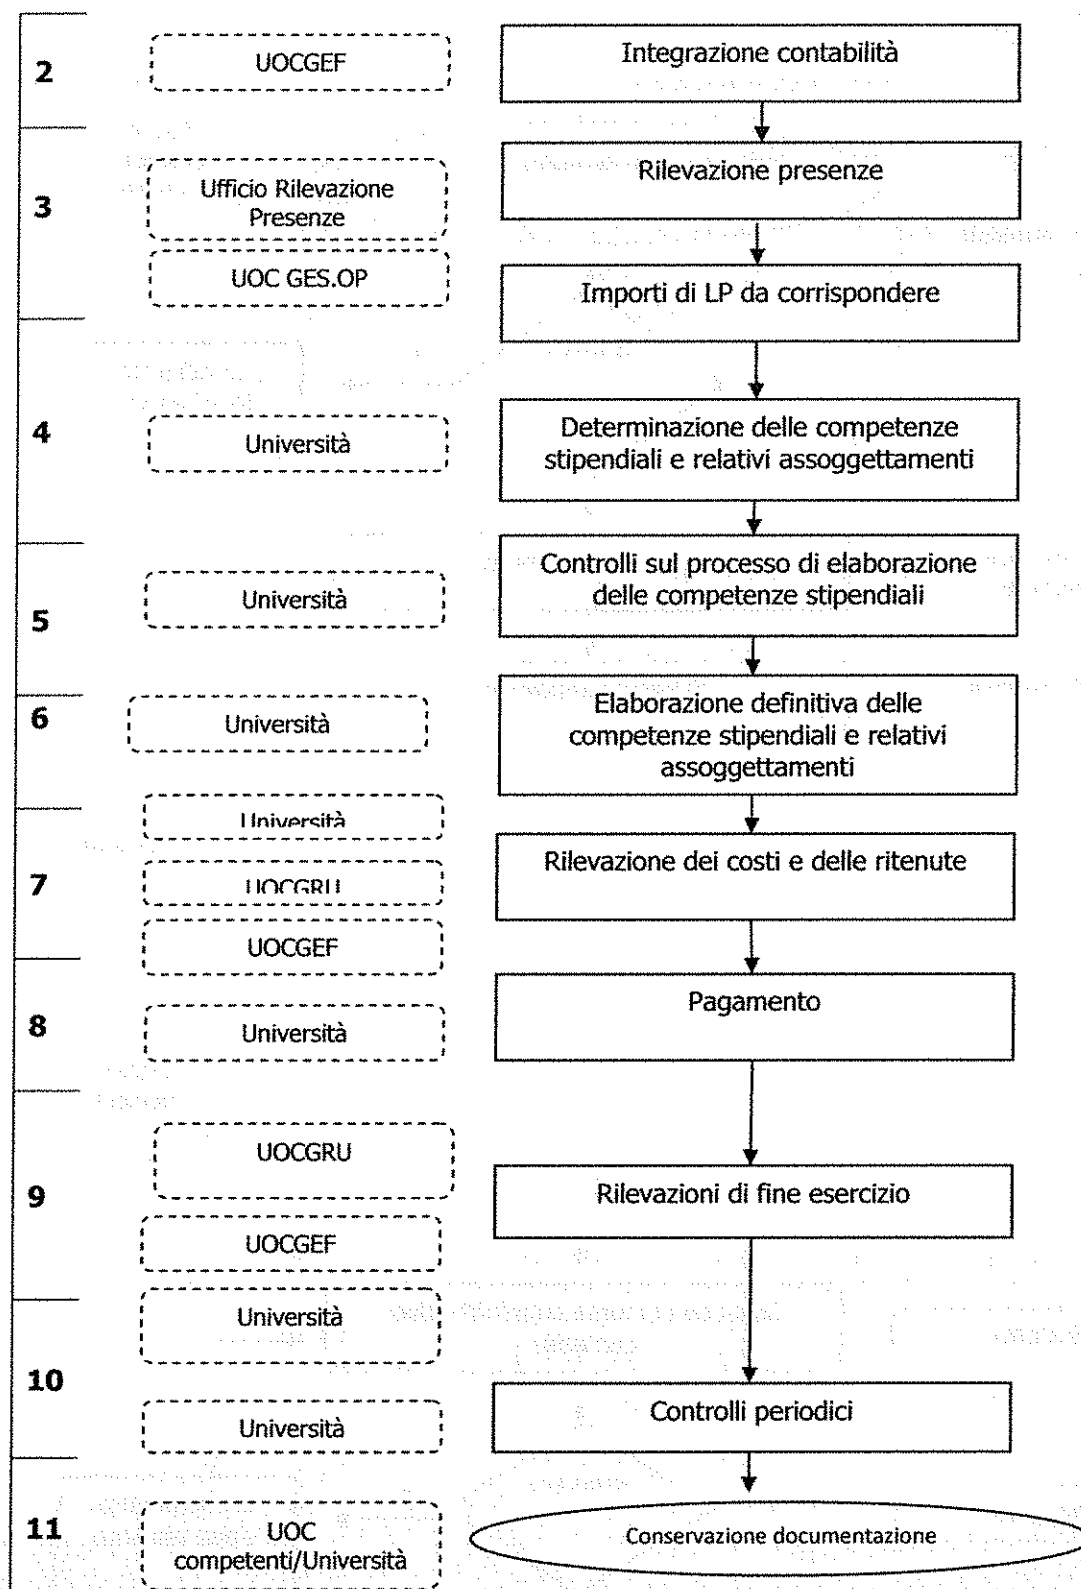 2
UOCGEF
Integrazione contabilità
3
Ufficio Rilevazione
Presenze
Rilevazione presenze
UOC GES.OP
Importi di LP da corrispondere
4
Università
Determinazione delle competenze
stipendiali e relativi assoggettamenti
5
Università
Controlli sul processo di elaborazione
delle competenze stipendiali
6
Università
Elaborazione definitiva delle
competenze stipendiali e relativi
assoggettamenti
7
Università
UOCGRU
UOCGEF
Rilevazione dei costi e delle ritenute
8
Università
Pagamento
9
UOCGRU
UOCGEF
Rilevazioni di fine esercizio
10
Università
Università
Controlli periodici
11
UOC
competenti/Università
Conservazione documentazione